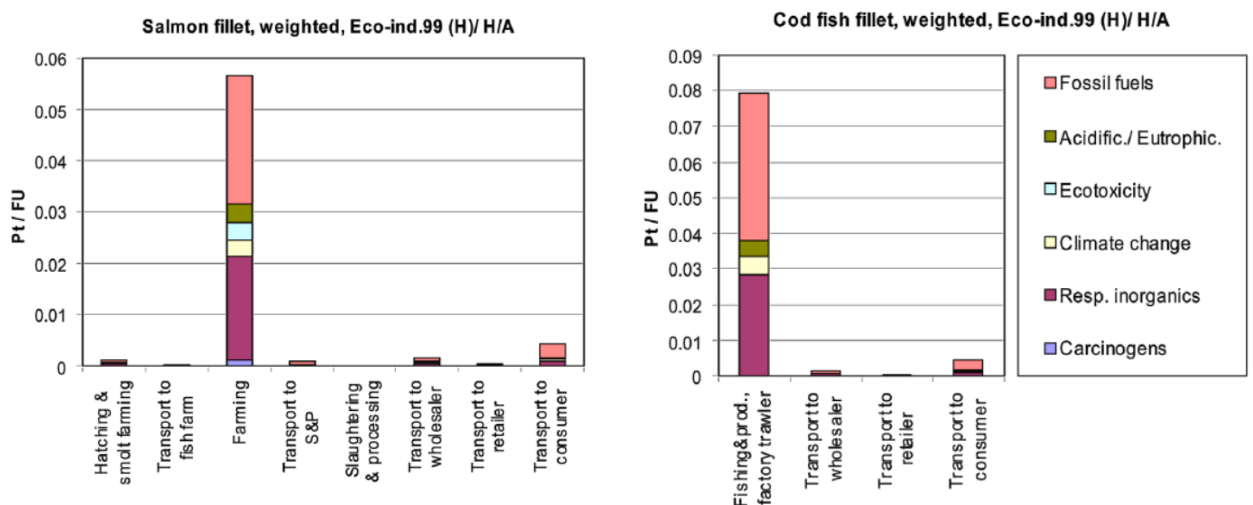 Salmon fillet, weighted, Eco-ind.99 (H)/ H/A
0.06
0.05
0.04
0.03
0.02
0.01
0
Pt / FU
Hatching &
smolt farming
Transport to
fish farm
Farming
Transport to
S&P
Slaughtering
& processing
Transport to
wholesaler
Transport to
retailer
Transport to
consumer
Cod fish fillet, weighted, Eco-ind.99 (H)/ H/A
0.09
0.08
0.07
0.06
0.05
0.04
0.03
0.02
0.01
0
Pt / FU
Fishing&prod.,
factory trawler
Transport to
wholesaler
Transport to
retailer
Transport to
consumer
Fossil fuels
Acidific./ Eutrophic.
Ecotoxicity
Climate change
Resp. inorganics
Carcinogens